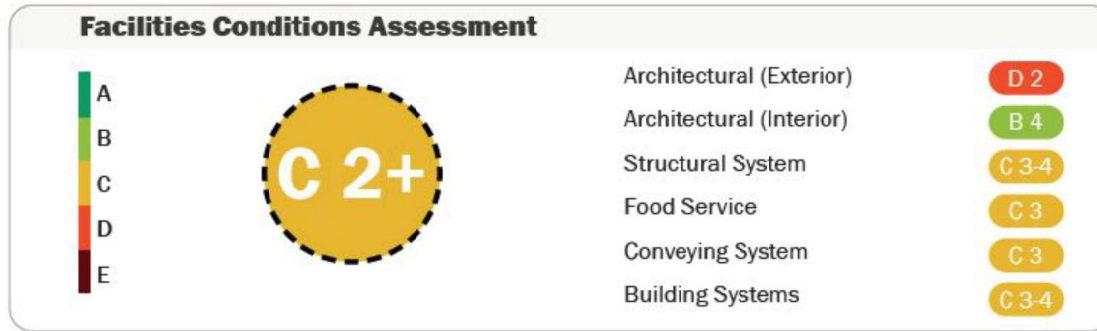 Facilities Conditions Assessment
A
B
C
D
E
C 2+
Architectural (Exterior) D 2
Architectural (Interior) B 4
Structural System C 3-4
Food Service C 3
Conveying System C 3
Building Systems C 3-4